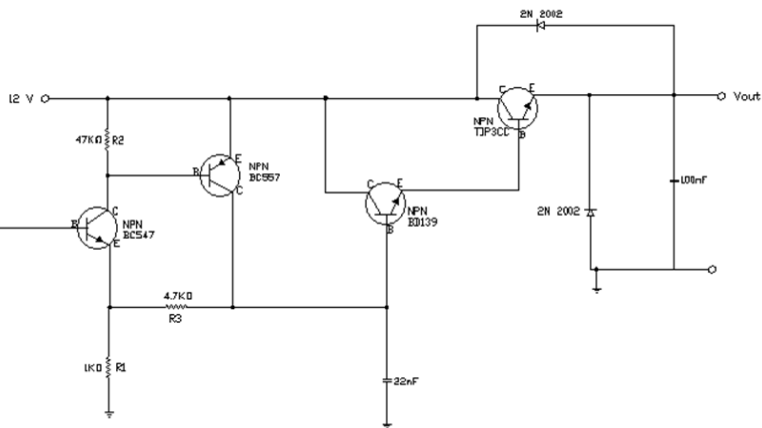 2N 2002
12 V
C
E
NPN
TIP3CC
B
Vout
47KΩ
R2
B
E
NPN
BC557
C
100nF
C
B
NPN
BC547
E
C
E
NPN
BD139
B
2N 2002
4.7KΩ
R3
1KΩ
R1
22nF